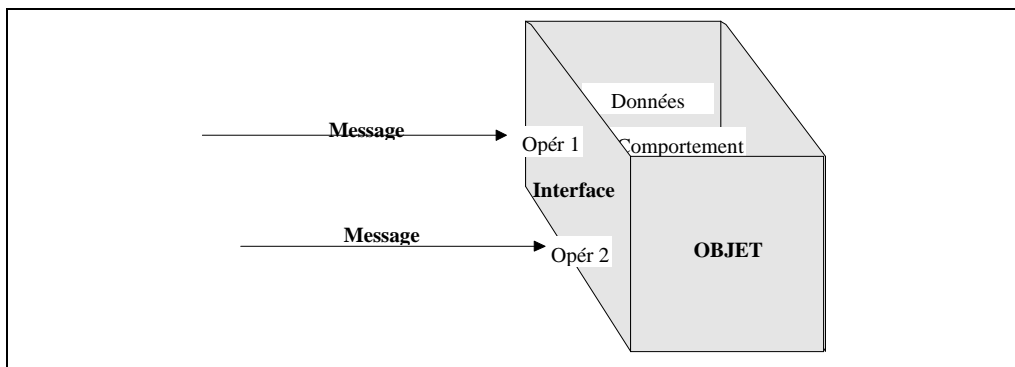 Données
Message
Opér 1
Comportement
Interface
Message
Opér 2
OBJET